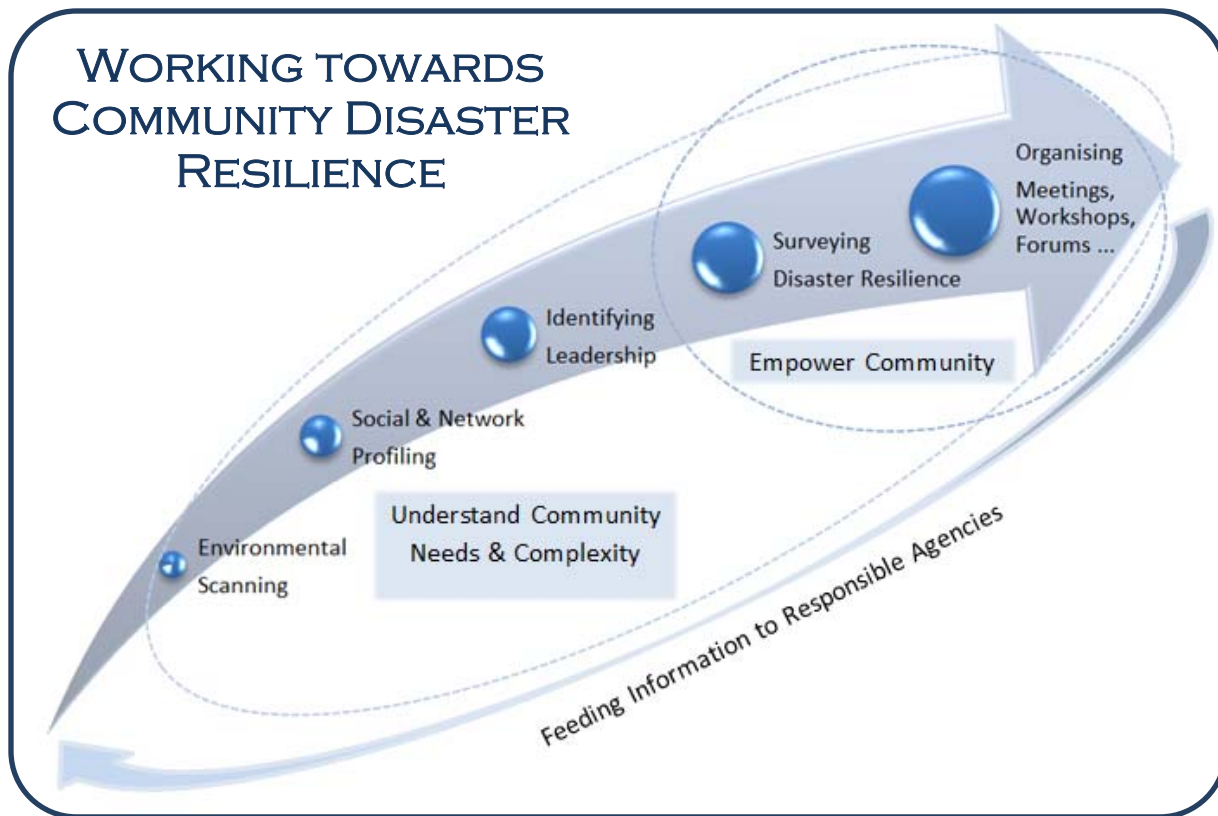 WORKING TOWARDS
COMMUNITY DISASTER
RESILIENCE
Organising
Meetings,
Workshops,
Forums ...
Surveying
Disaster Resilience
Identifying
Leadership
Empower Community
Social & Network
Profiling
Understand Community
Needs & Complexity
Environmental
Scanning
Feeding Information to Responsible Agencies